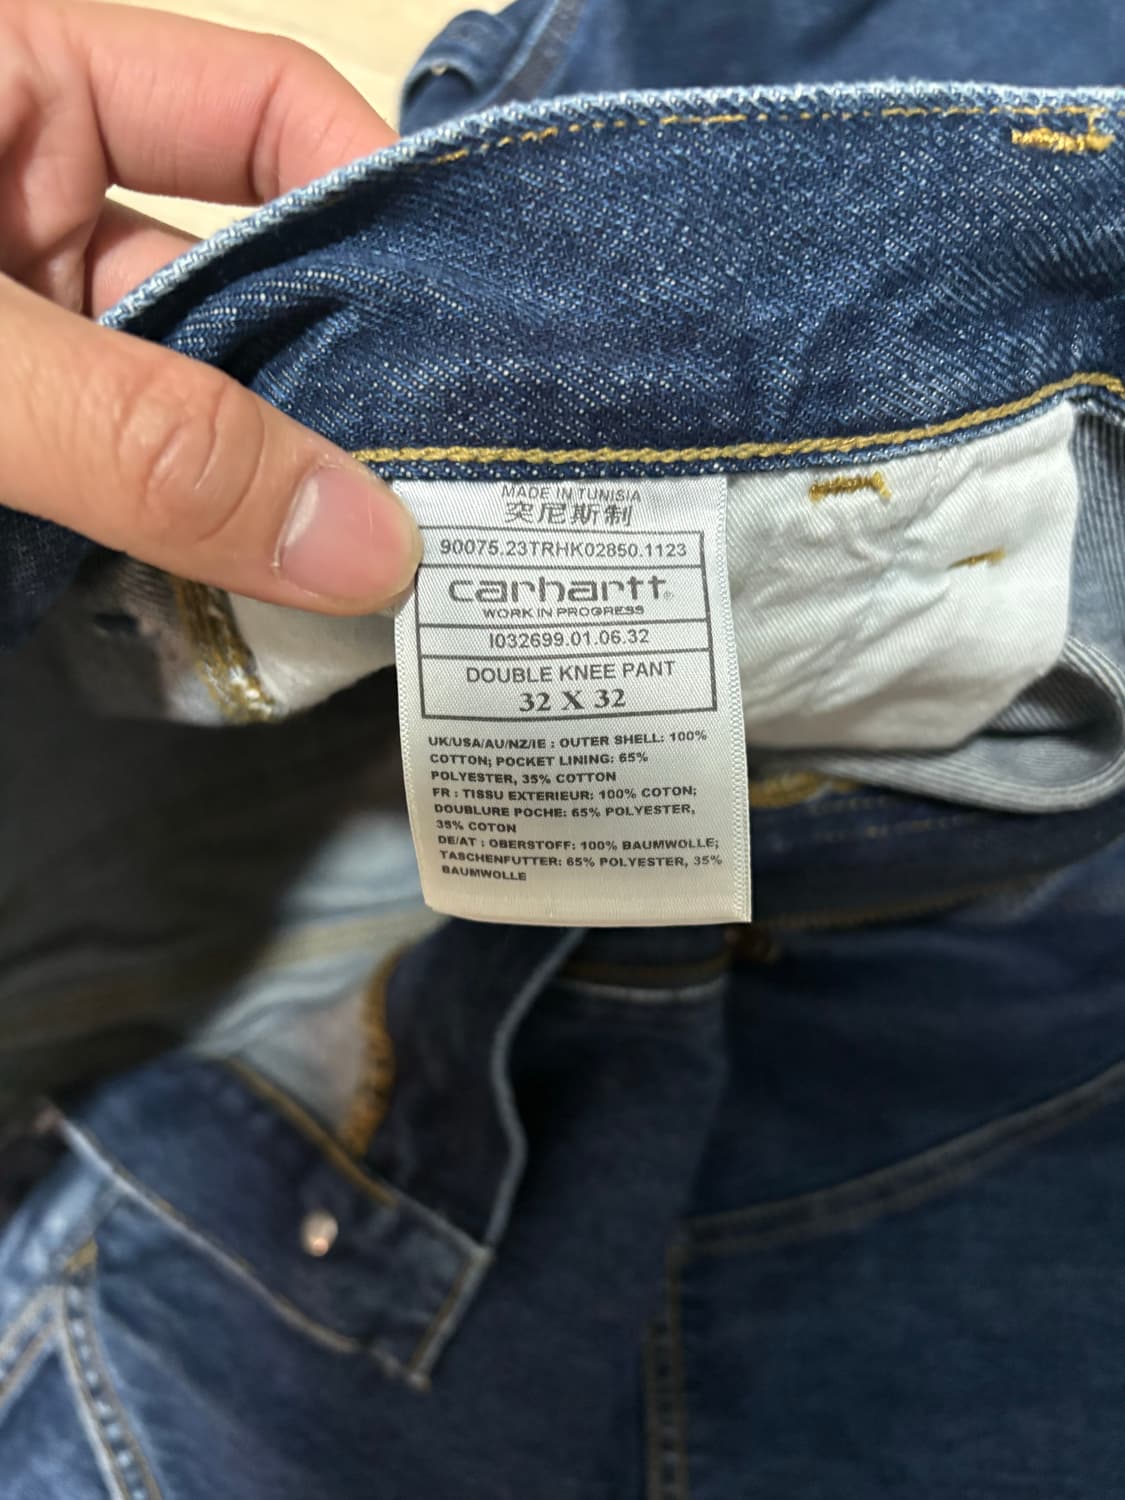 MADE IN TUNISIA
突尼斯制
90075.23TRHK02850.1123
carhartt®
WORK IN PROGRESS
I032699.01.06.32
DOUBLE KNEE PANT
32 X 32
UK/USA/AU/NZ/IE : OUTER SHELL: 100%
COTTON; POCKET LINING: 65%
POLYESTER, 35% COTTON
FR : TISSU EXTERIEUR: 100% COTON;
DOUBLURE POCHE: 65% POLYESTER,
35% COTON
DE/AT : OBERSTOFF: 100% BAUMWOLLE;
TASCHENFUTTER: 65% POLYESTER, 35%
BAUMWOLLE